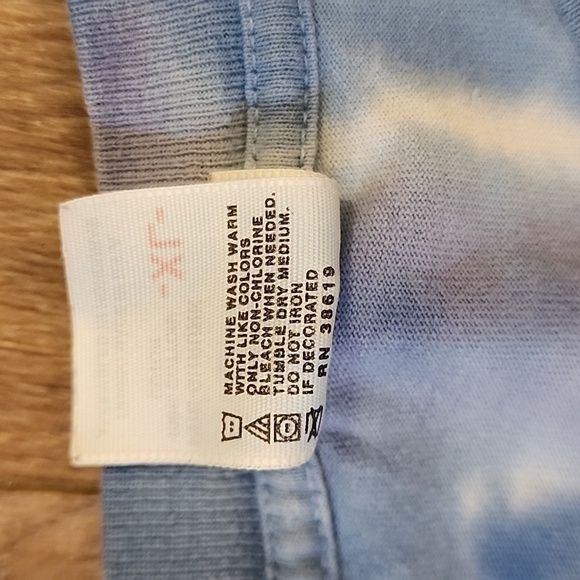 -XL-
MACHINE WASH WARM
WITH LIKE COLORS
ONLY NON-CHLORINE
BLEACH WHEN NEEDED.
TUMBLE DRY MEDIUM.
DO NOT IRON
IF DECORATED
RN 38619